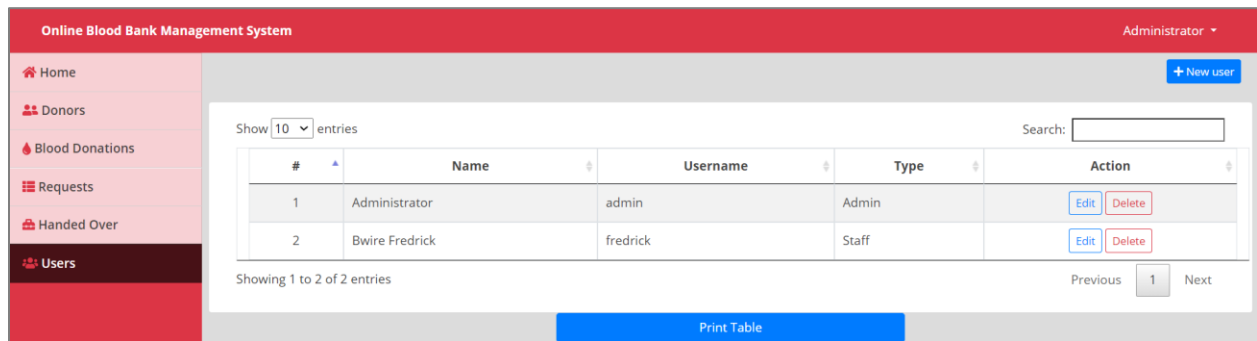 Online Blood Bank Management System
Administrator
Home
+ New user
Donors
Show 10 entries
Search:
Blood Donations
# Name Username Type Action
Requests
1 Administrator admin Admin Edit Delete
Handed Over
2 Bwire Fredrick fredrick Staff Edit Delete
Users
Showing 1 to 2 of 2 entries
Previous 1 Next
Print Table